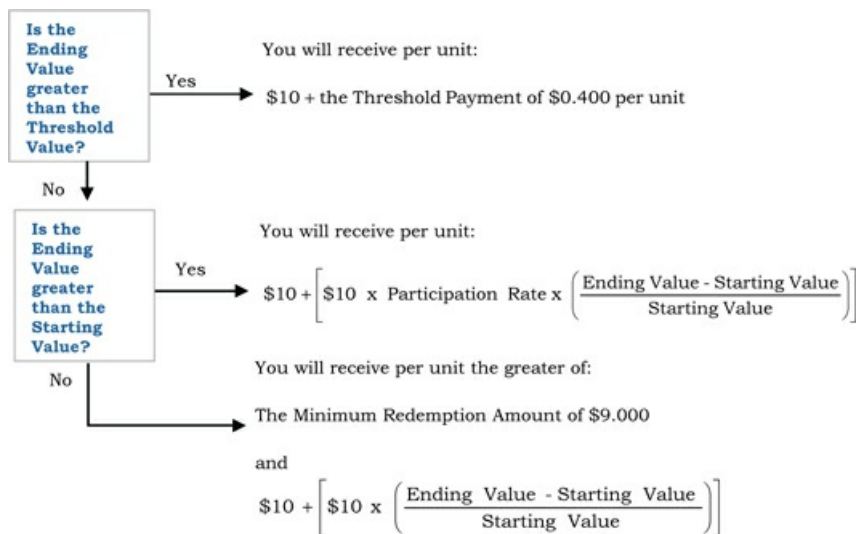 Is the
Ending
Value
greater
than the
Threshold
Value?
Yes
You will receive per unit:
$10 + the Threshold Payment of $0.400 per unit
No
Is the
Ending
Value
greater
than the
Starting
Value?
Yes
You will receive per unit:
$10 + [$10 x Participation Rate x (Ending Value - Starting Value
Starting Value)]
No
You will receive per unit the greater of:
The Minimum Redemption Amount of $9.000
and
$10 + [$10 x (Ending Value - Starting Value
Starting Value)]